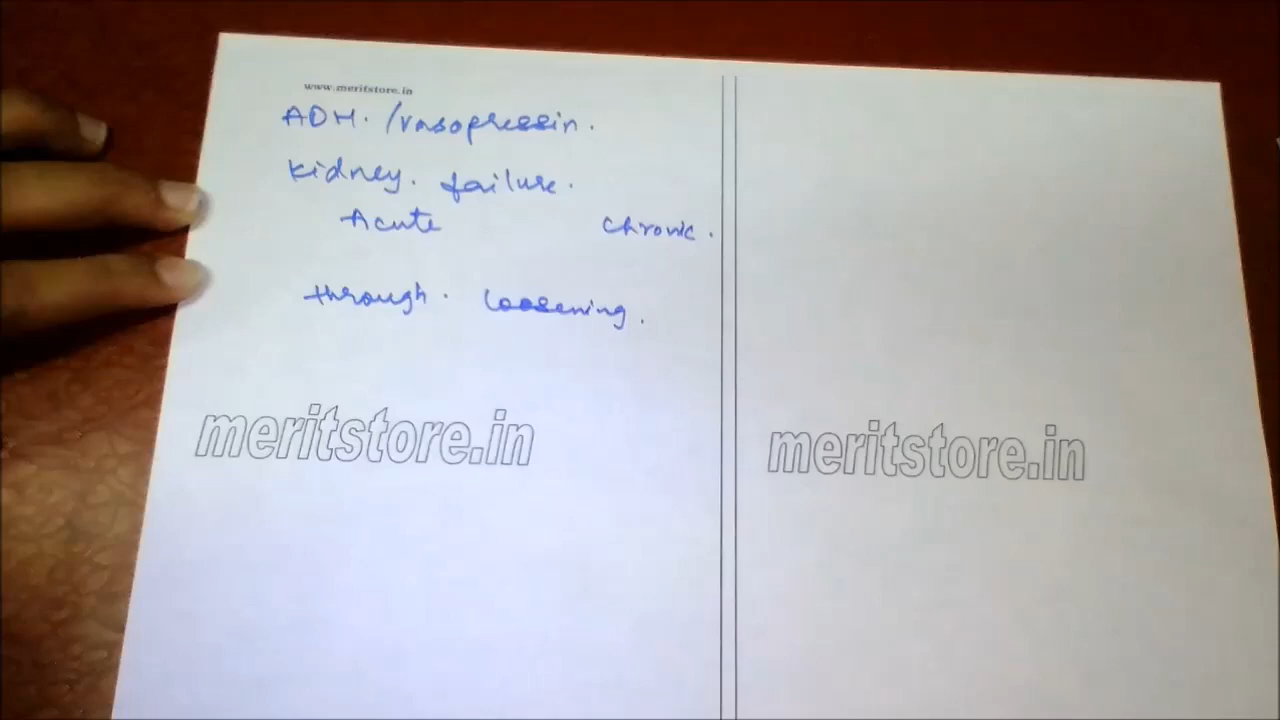 www.meritstore.in
ADH. / vasopressin.
Kidney. failure.
Acute chronic.
through. loosening.
meritstore.in
meritstore.in